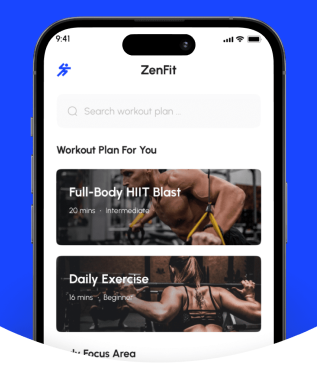 9:41
ZenFit
Search workout plan ...
Workout Plan For You
Full-Body HIIT Blast
20 mins • Intermediate
Daily Exercise
16 mins • Beginner
Focus Area